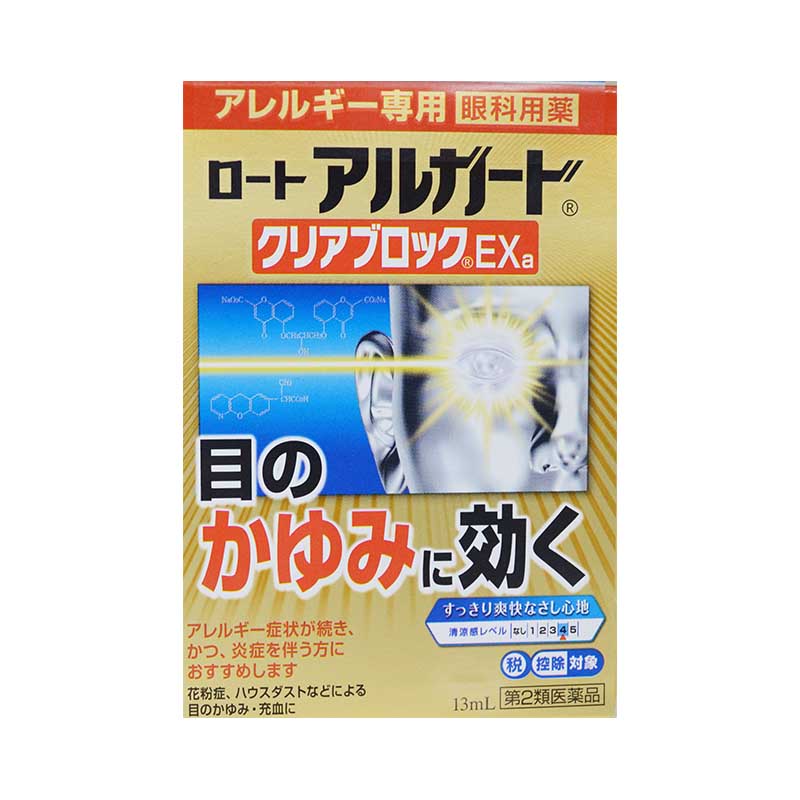 アレルギー専用 眼科用薬
ロート アルガード®
クリアブロック®EXa
NaO₂C O O CO₂Na
O OCH₂CHCH₂O O
OH
CH₃
CHCO₂H
N O
目の
かゆみに効く
すっきり爽快なさし心地
清涼感レベル なし 1 2 3 4 5
アレルギー症状が続き、
かつ、炎症を伴う方に
おすすめします
税 控除 対象
花粉症、ハウスダストなどによる
目のかゆみ・充血に
13mL 第2類医薬品